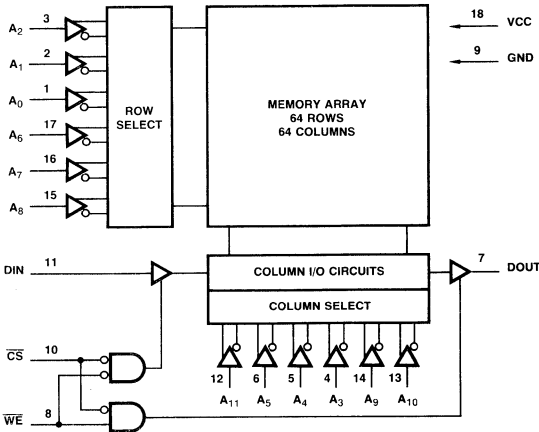 3
A2
2
A1
1
A0
17
A6
16
A7
15
A8
ROW
SELECT
MEMORY ARRAY
64 ROWS
64 COLUMNS
18
VCC
9
GND
DIN
11
COLUMN I/O CIRCUITS
COLUMN SELECT
7
DOUT
12
6
5
4
14
13
A11
A5
A4
A3
A9
A10
CS
10
WE
8